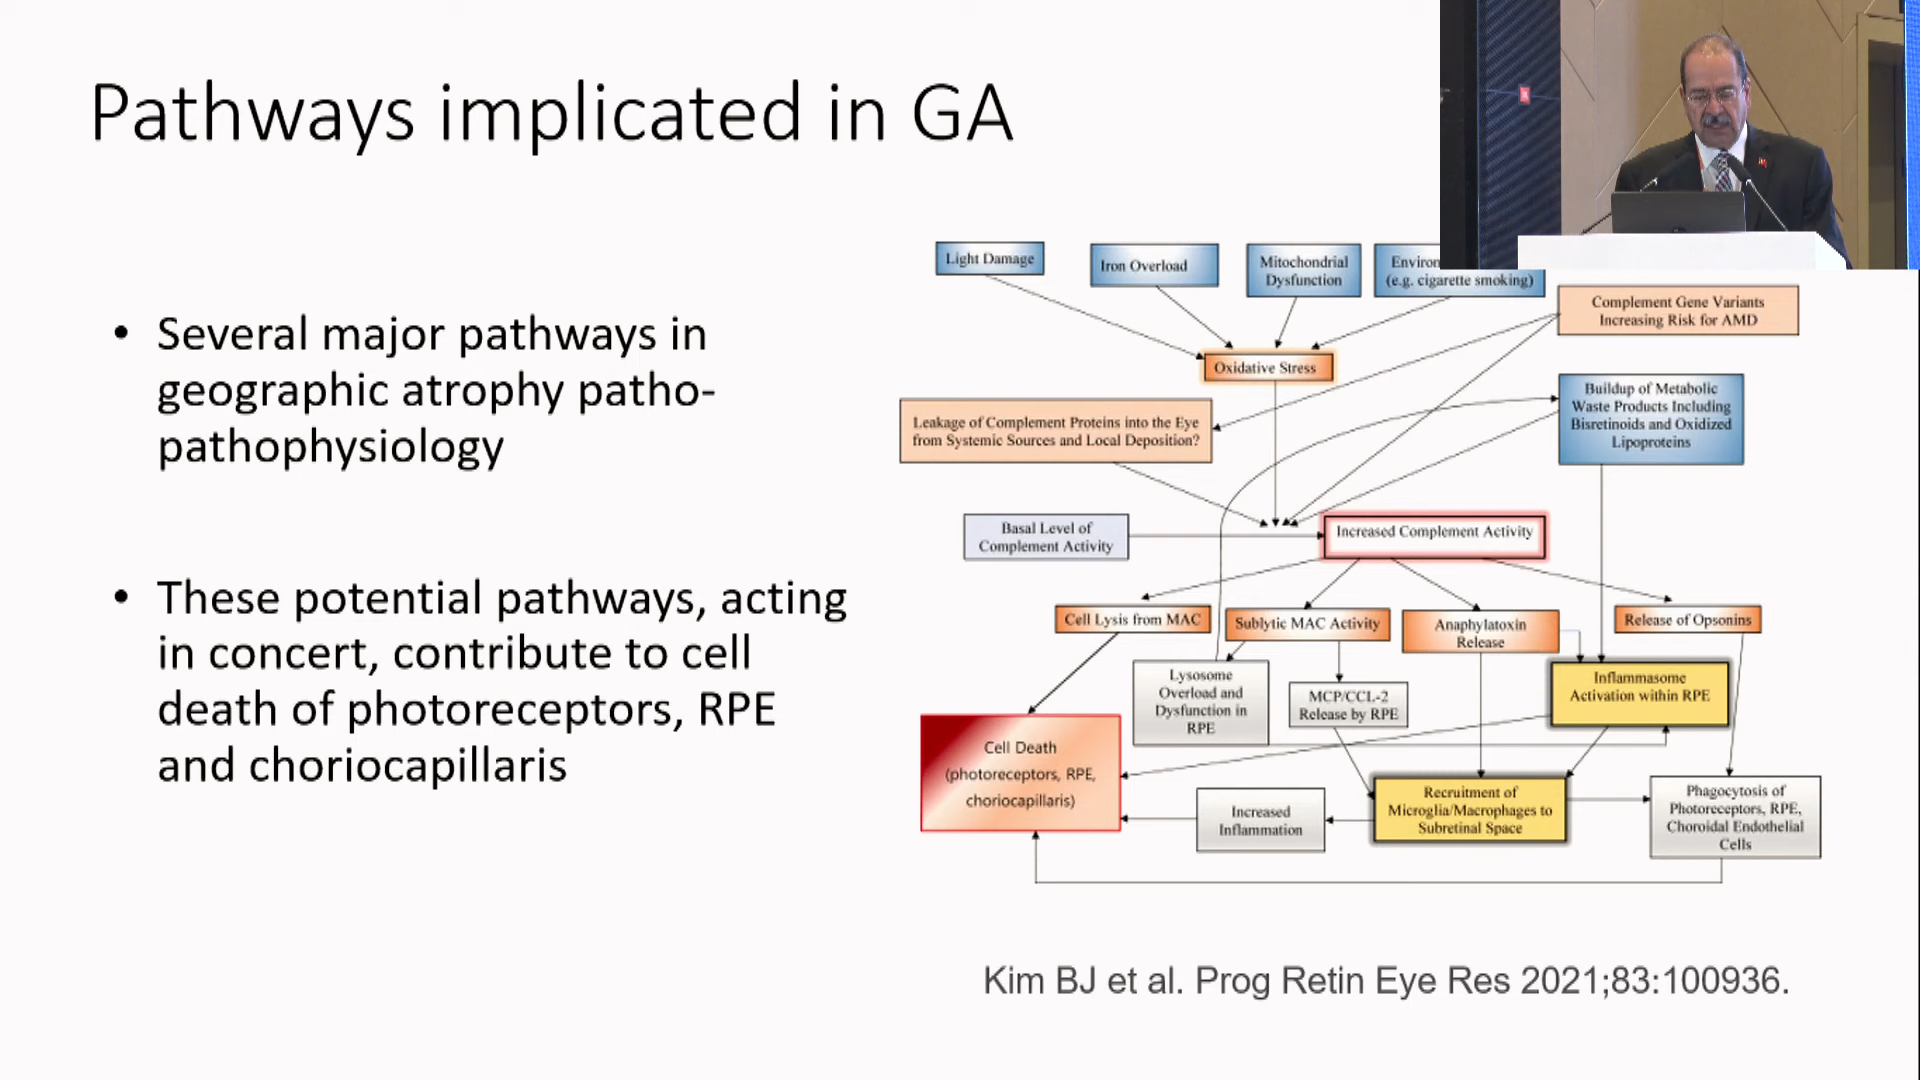 Pathways implicated in GA
• Several major pathways in
geographic atrophy patho-
pathophysiology
• These potential pathways, acting
in concert, contribute to cell
death of photoreceptors, RPE
and choriocapillaris
Light Damage
Iron Overload
Mitochondrial
Dysfunction
(e.g. cigarette smoking)
Complement Gene Variants
Increasing Risk for AMD
Oxidative Stress
Buildup of Metabolic
Waste Products Including
Bisretinoids and Oxidized
Lipoproteins
Leakage of Complement Proteins into the Eye
from Systemic Sources and Local Deposition?
Basal Level of
Complement Activity
Increased Complement Activity
Cell Lysis from MAC
Sublytic MAC Activity
Anaphylatoxin
Release
Release of Opsonins
Lysosome
Overload and
Dysfunction in
RPE
MCP/CCL-2
Release by RPE
Inflammasome
Activation within RPE
Cell Death
(photoreceptors, RPE,
choriocapillaris)
Increased
Inflammation
Recruitment of
Microglia/Macrophages to
Subretinal Space
Phagocytosis of
Photoreceptors, RPE,
Choroidal Endothelial
Cells
Kim BJ et al. Prog Retin Eye Res 2021;83:100936.